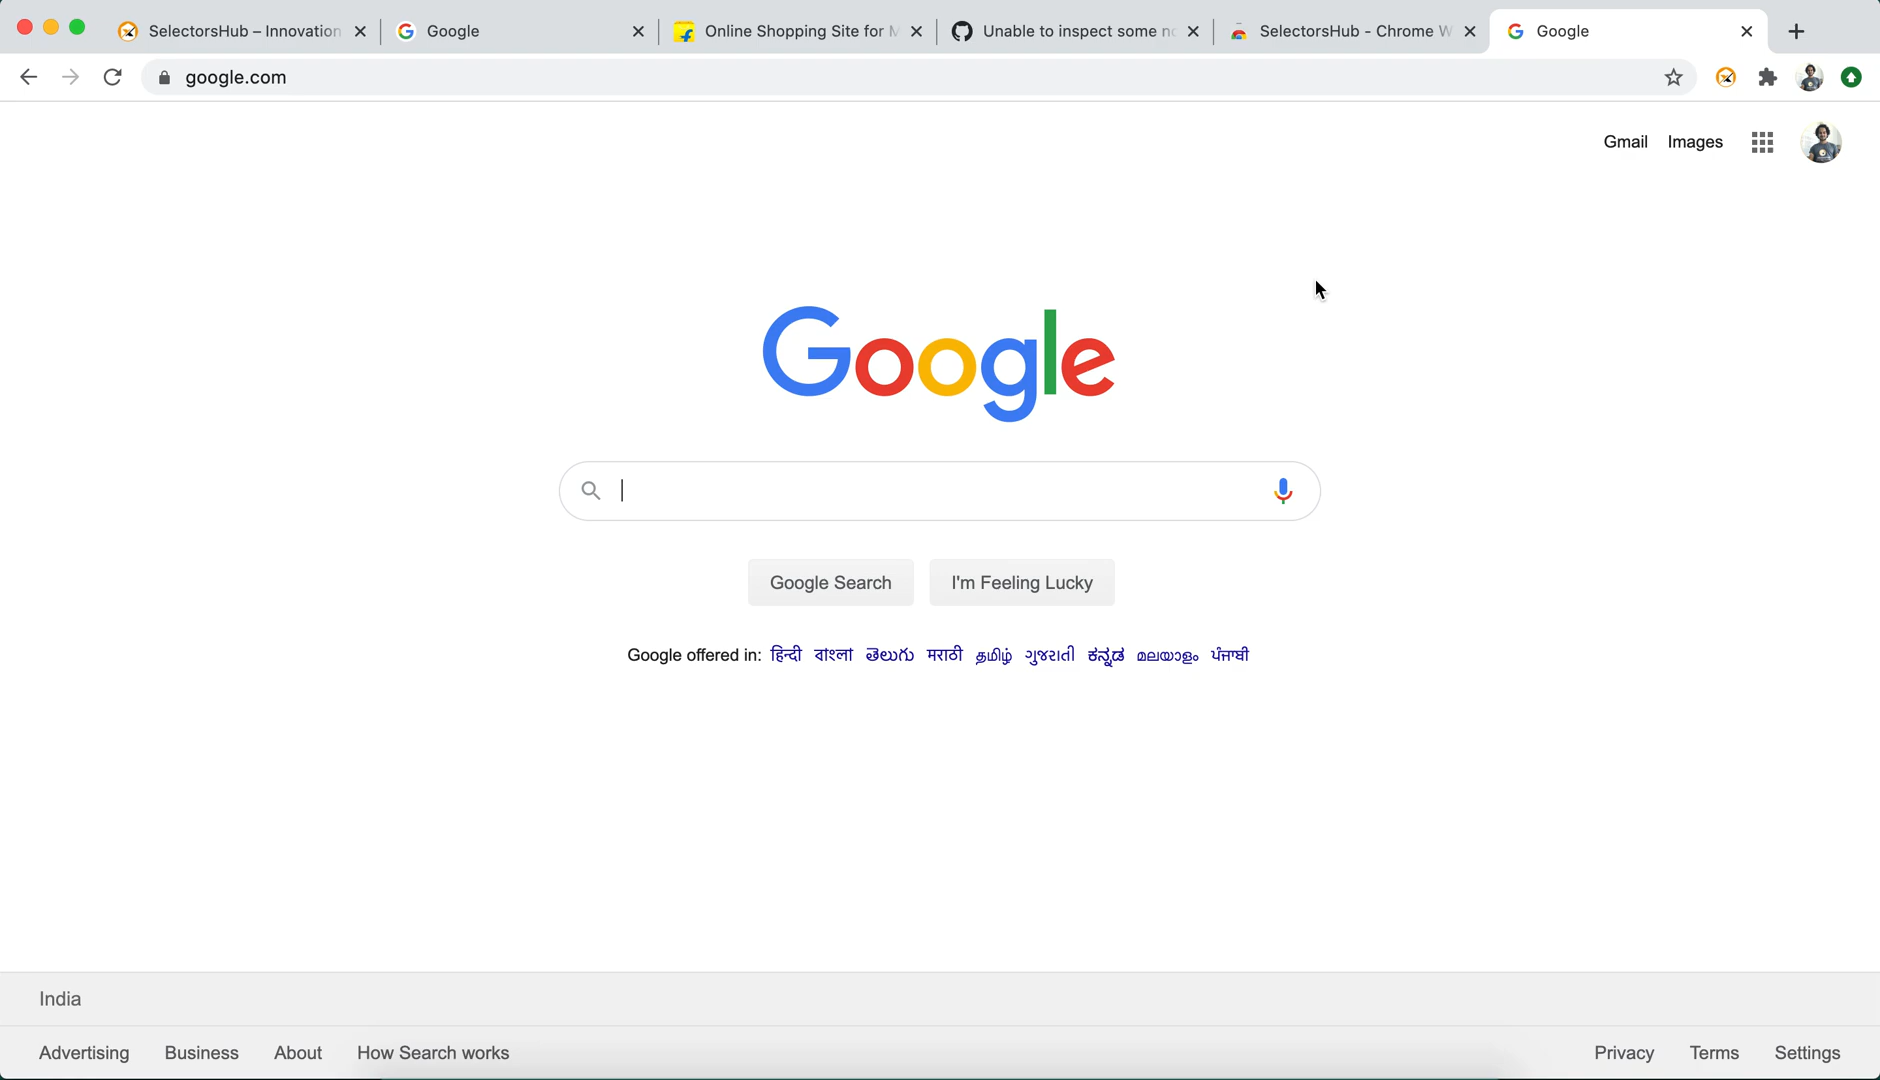 SelectorsHub – Innovation
Google
Online Shopping Site for M
Unable to inspect some no
SelectorsHub - Chrome W
Google
google.com
Gmail Images
Google
Google Search
I'm Feeling Lucky
Google offered in: हिन्दी বাংলা తెలుగు मराठी தமிழ் ગુજરાતી ಕನ್ನಡ മലയാളം ਪੰਜਾਬੀ
India
Advertising Business About How Search works Privacy Terms Settings